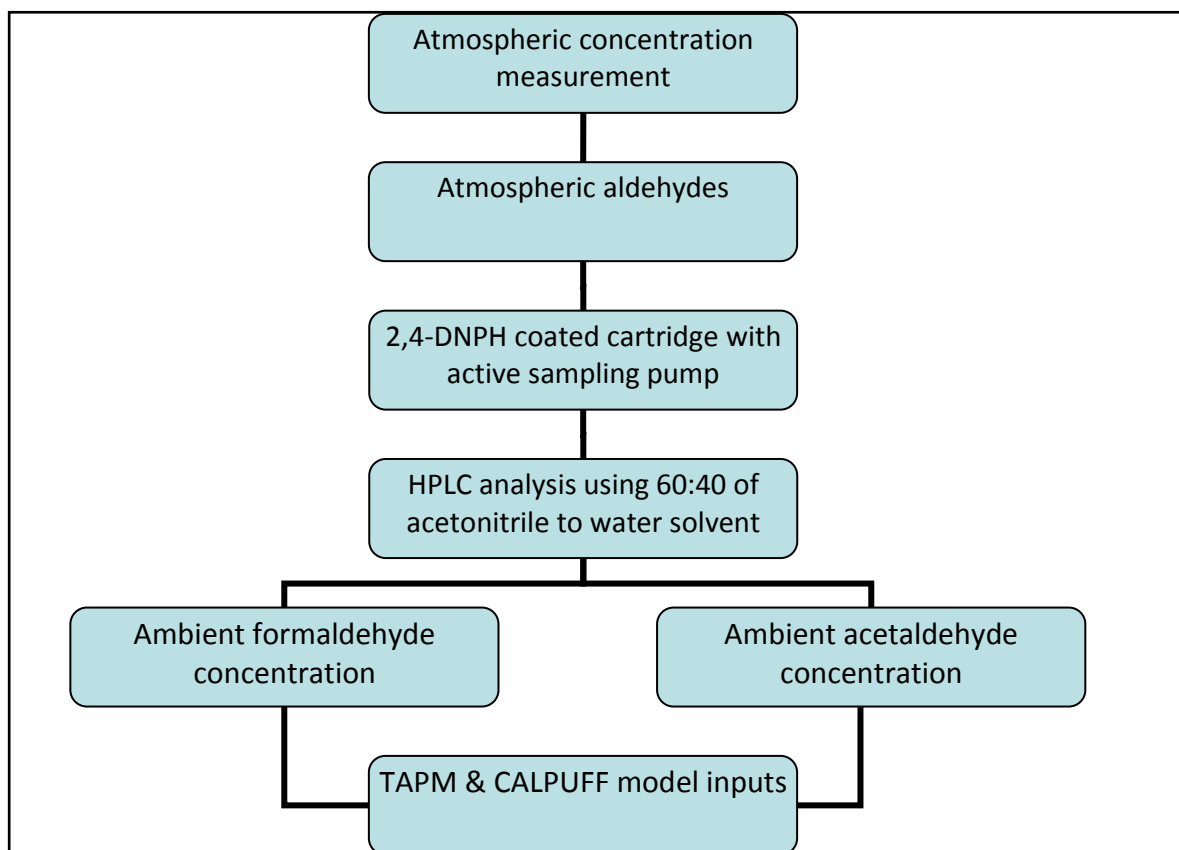 Atmospheric concentration
measurement
Atmospheric aldehydes
2,4-DNPH coated cartridge with
active sampling pump
HPLC analysis using 60:40 of
acetonitrile to water solvent
Ambient formaldehyde
concentration
Ambient acetaldehyde
concentration
TAPM & CALPUFF model inputs